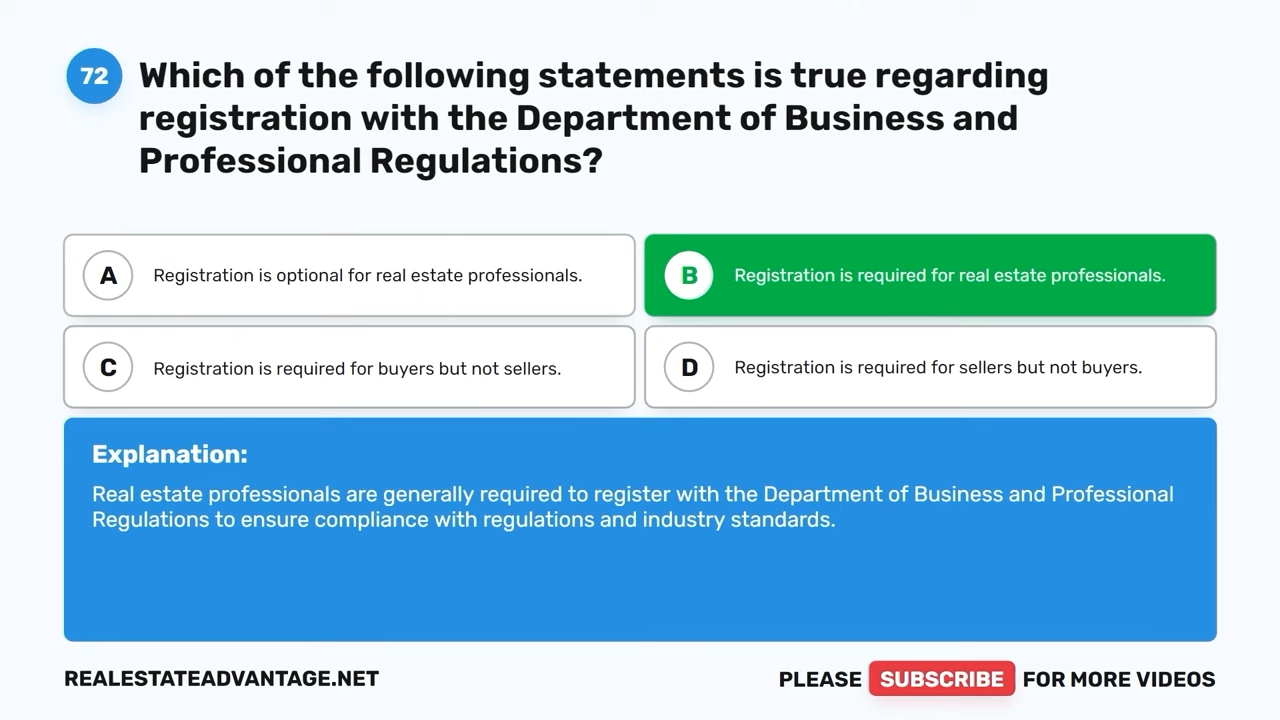 72
Which of the following statements is true regarding
registration with the Department of Business and
Professional Regulations?
A
Registration is optional for real estate professionals.
B
Registration is required for real estate professionals.
C
Registration is required for buyers but not sellers.
D
Registration is required for sellers but not buyers.
Explanation:
Real estate professionals are generally required to register with the Department of Business and Professional
Regulations to ensure compliance with regulations and industry standards.
REALESTATEADVANTAGE.NET
PLEASE SUBSCRIBE FOR MORE VIDEOS